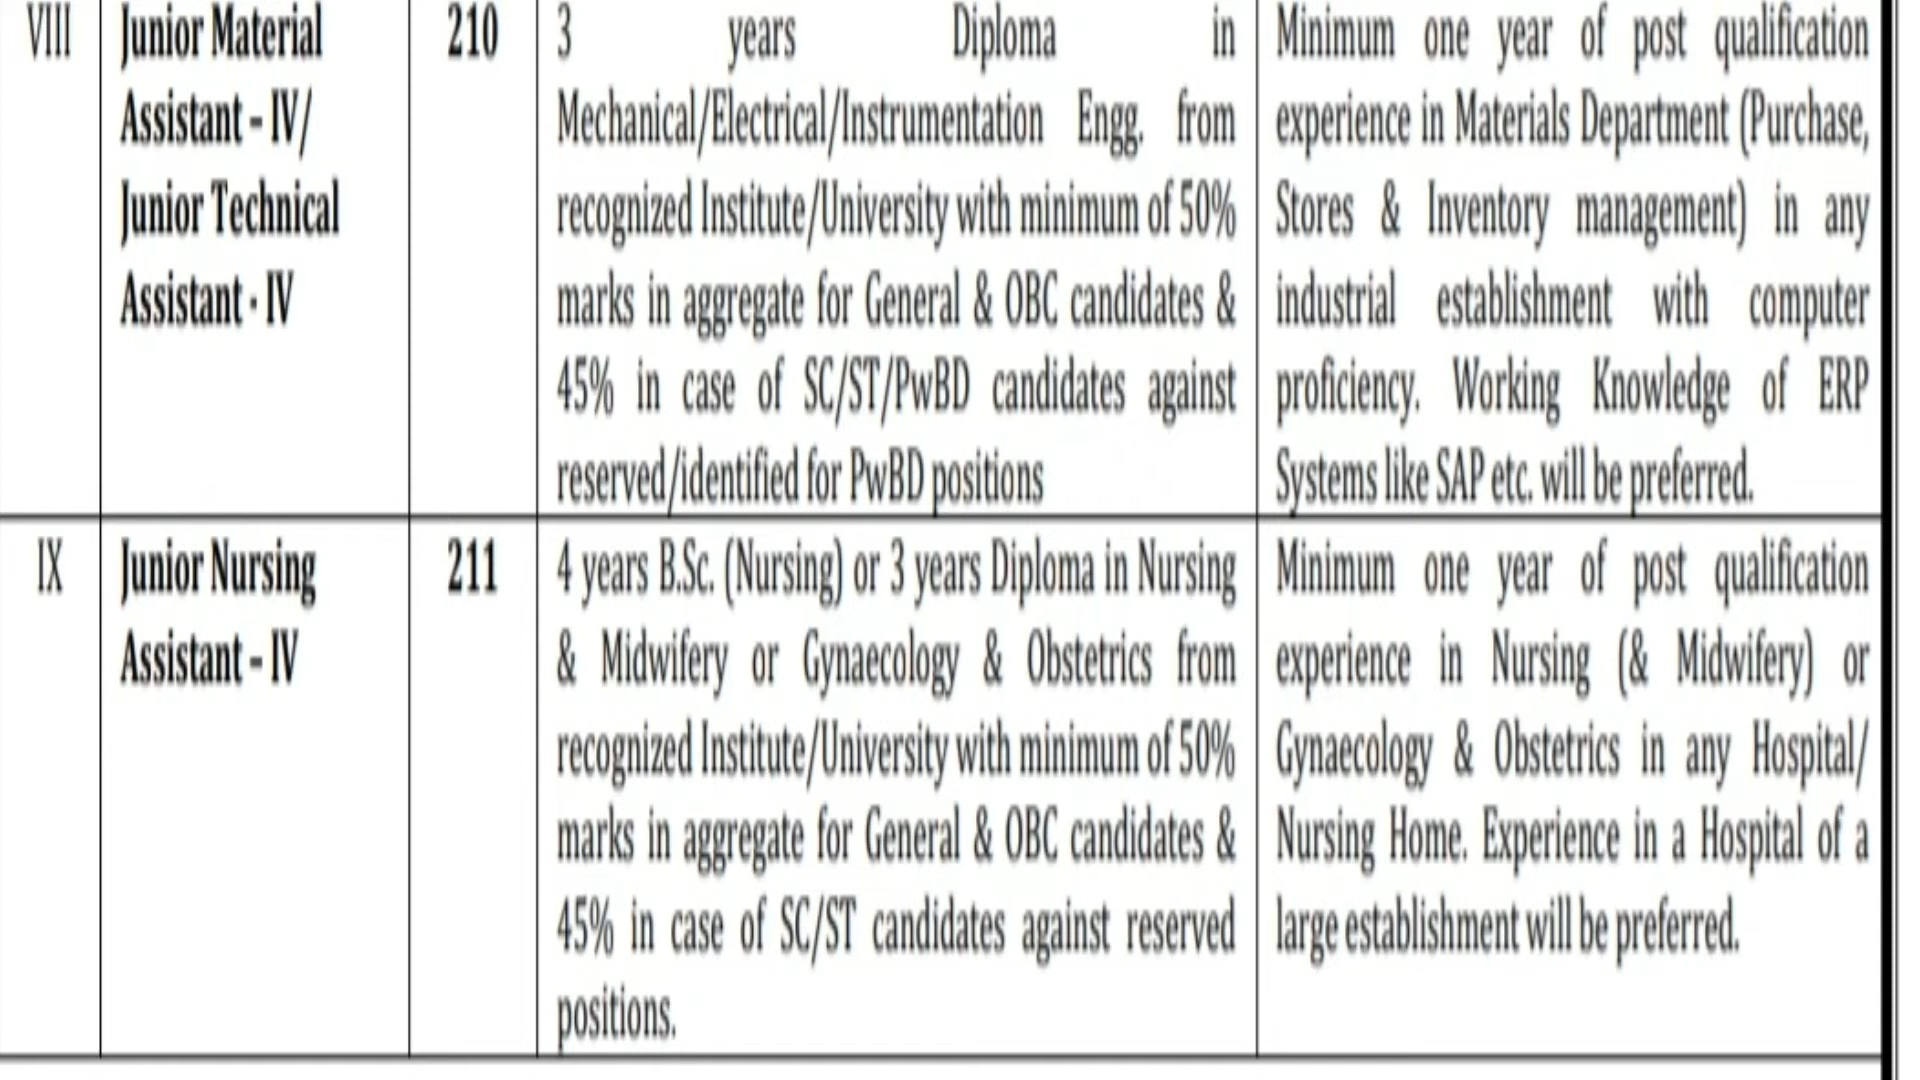 VIII
Junior Material
Assistant – IV/
Junior Technical
Assistant - IV
210
3 years Diploma in
Mechanical/Electrical/Instrumentation Engg. from
recognized Institute/University with minimum of 50%
marks in aggregate for General & OBC candidates &
45% in case of SC/ST/PwBD candidates against
reserved/identified for PwBD positions
Minimum one year of post qualification
experience in Materials Department (Purchase,
Stores & Inventory management) in any
industrial establishment with computer
proficiency. Working Knowledge of ERP
Systems like SAP etc. will be preferred.
IX
Junior Nursing
Assistant – IV
211
4 years B.Sc. (Nursing) or 3 years Diploma in Nursing
& Midwifery or Gynaecology & Obstetrics from
recognized Institute/University with minimum of 50%
marks in aggregate for General & OBC candidates &
45% in case of SC/ST candidates against reserved
positions.
Minimum one year of post qualification
experience in Nursing (& Midwifery) or
Gynaecology & Obstetrics in any Hospital/
Nursing Home. Experience in a Hospital of a
large establishment will be preferred.